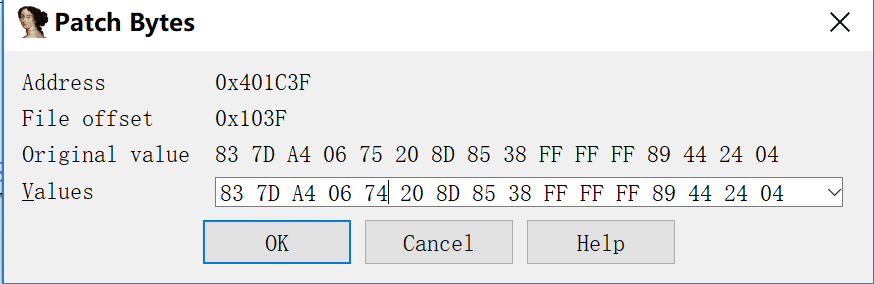 Patch Bytes
Address 0x401C3F
File offset 0x103F
Original value 83 7D A4 06 75 20 8D 85 38 FF FF FF 89 44 24 04
Values 83 7D A4 06 74 20 8D 85 38 FF FF FF 89 44 24 04
OK Cancel Help